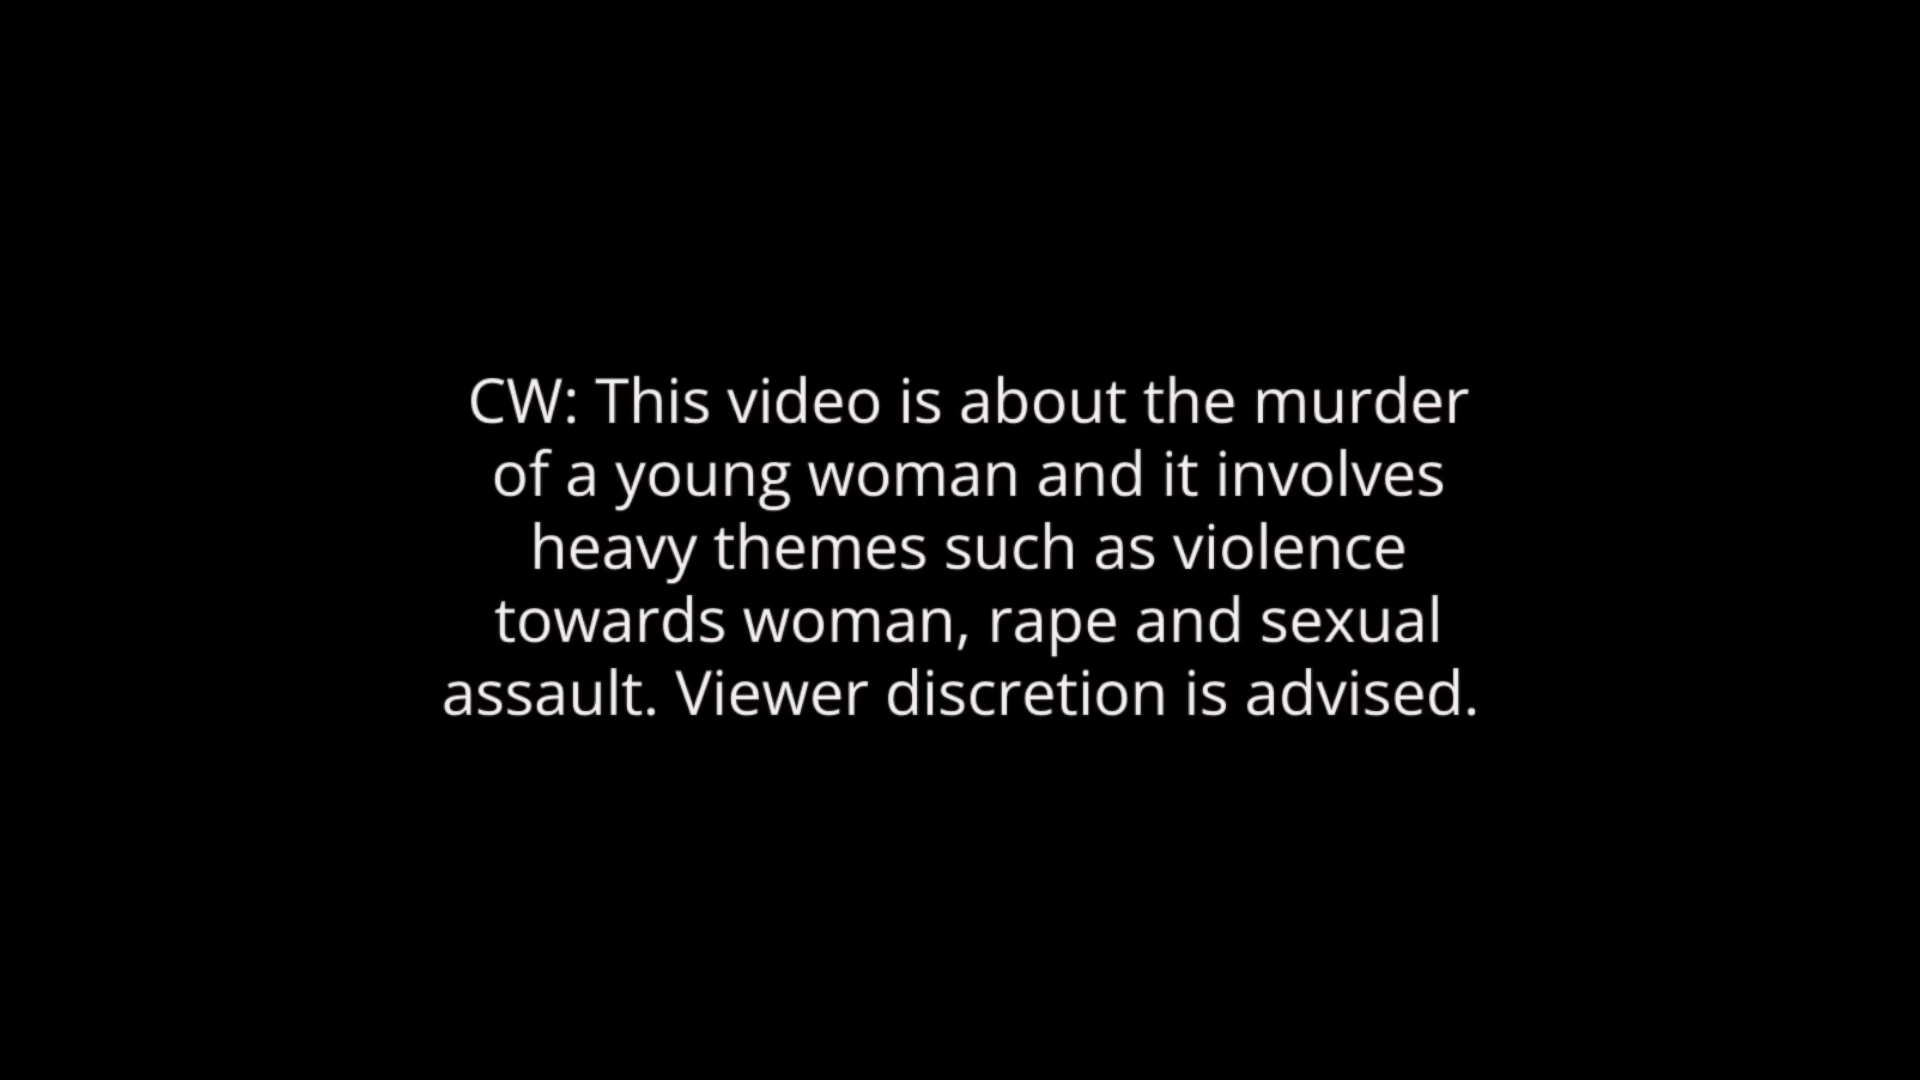 CW: This video is about the murder
of a young woman and it involves
heavy themes such as violence
towards woman, rape and sexual
assault. Viewer discretion is advised.